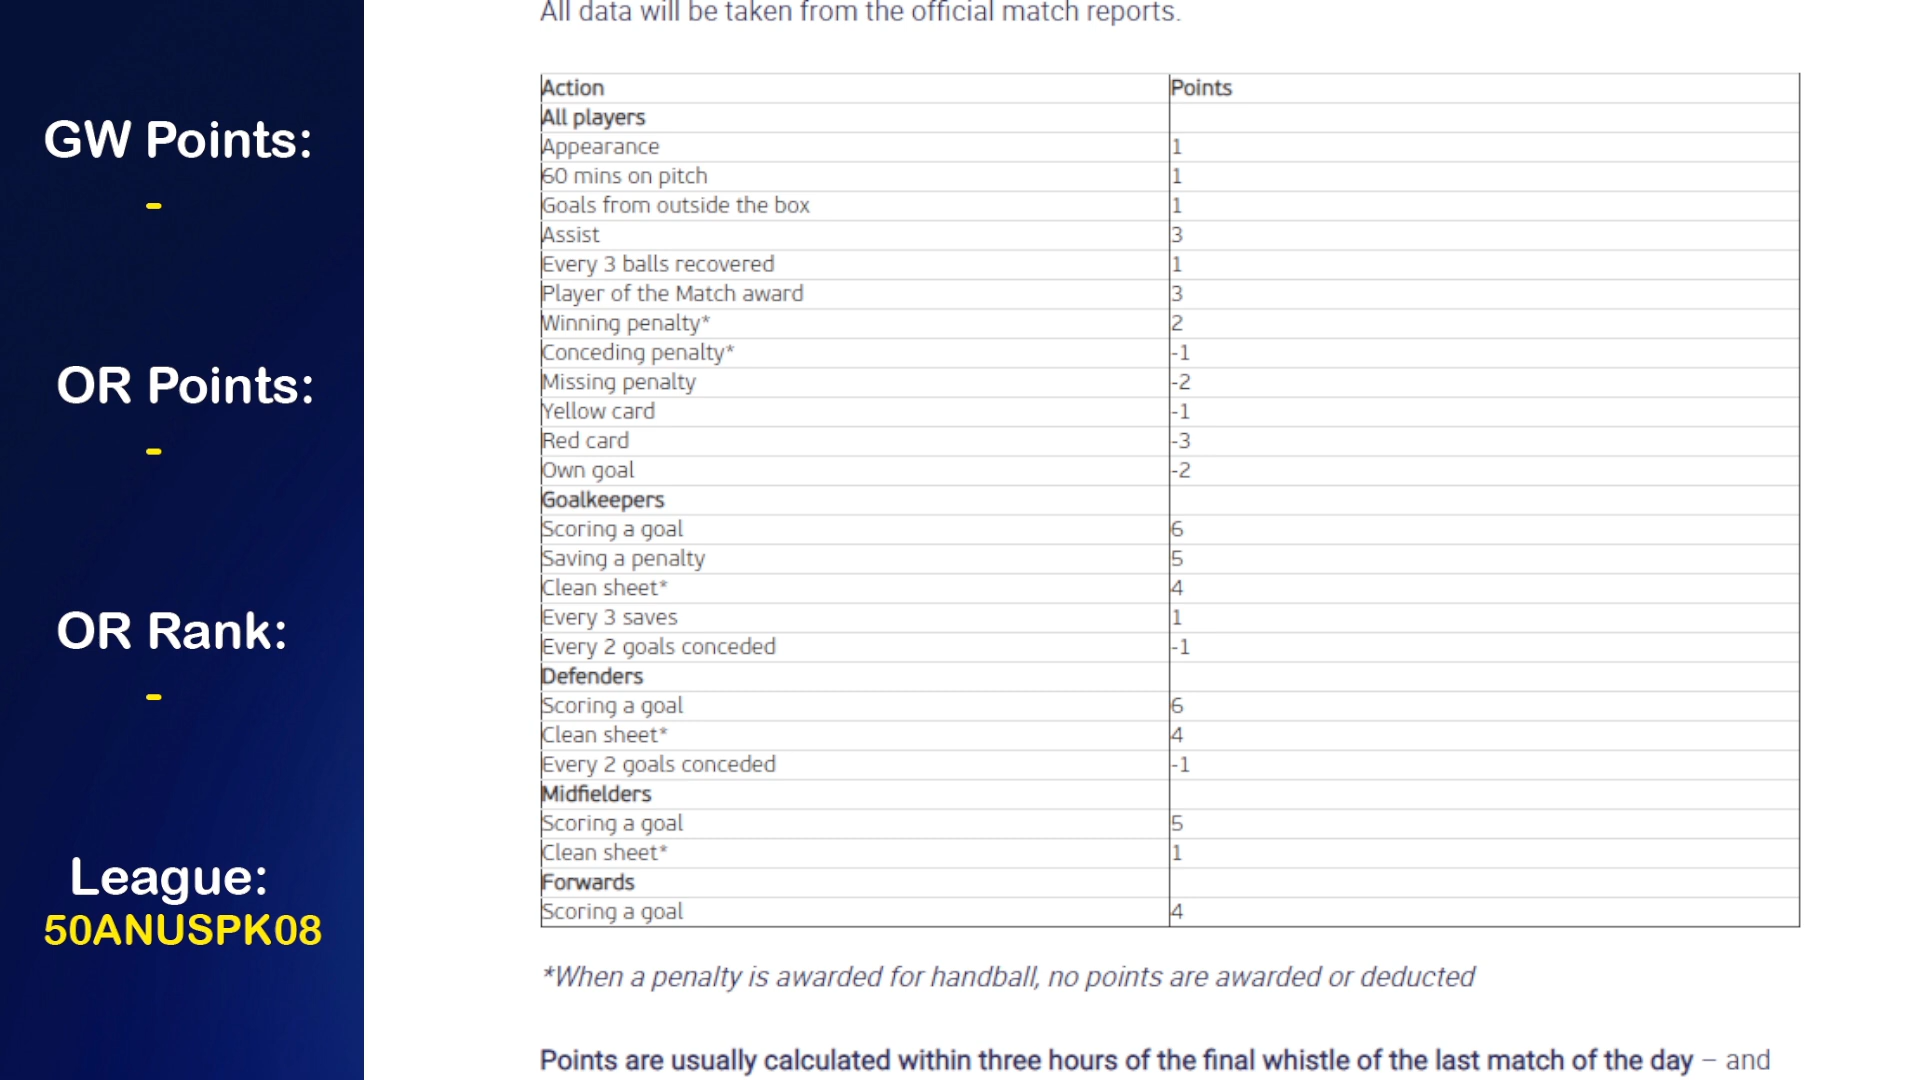 GW Points:
-
OR Points:
-
OR Rank:
-
League:
50ANUSPK08
All data will be taken from the official match reports.
Action Points
All players
Appearance 1
60 mins on pitch 1
Goals from outside the box 1
Assist 3
Every 3 balls recovered 1
Player of the Match award 3
Winning penalty* 2
Conceding penalty* -1
Missing penalty -2
Yellow card -1
Red card -3
Own goal -2
Goalkeepers
Scoring a goal 6
Saving a penalty 5
Clean sheet* 4
Every 3 saves 1
Every 2 goals conceded -1
Defenders
Scoring a goal 6
Clean sheet* 4
Every 2 goals conceded -1
Midfielders
Scoring a goal 5
Clean sheet* 1
Forwards
Scoring a goal 4
*When a penalty is awarded for handball, no points are awarded or deducted
Points are usually calculated within three hours of the final whistle of the last match of the day – and